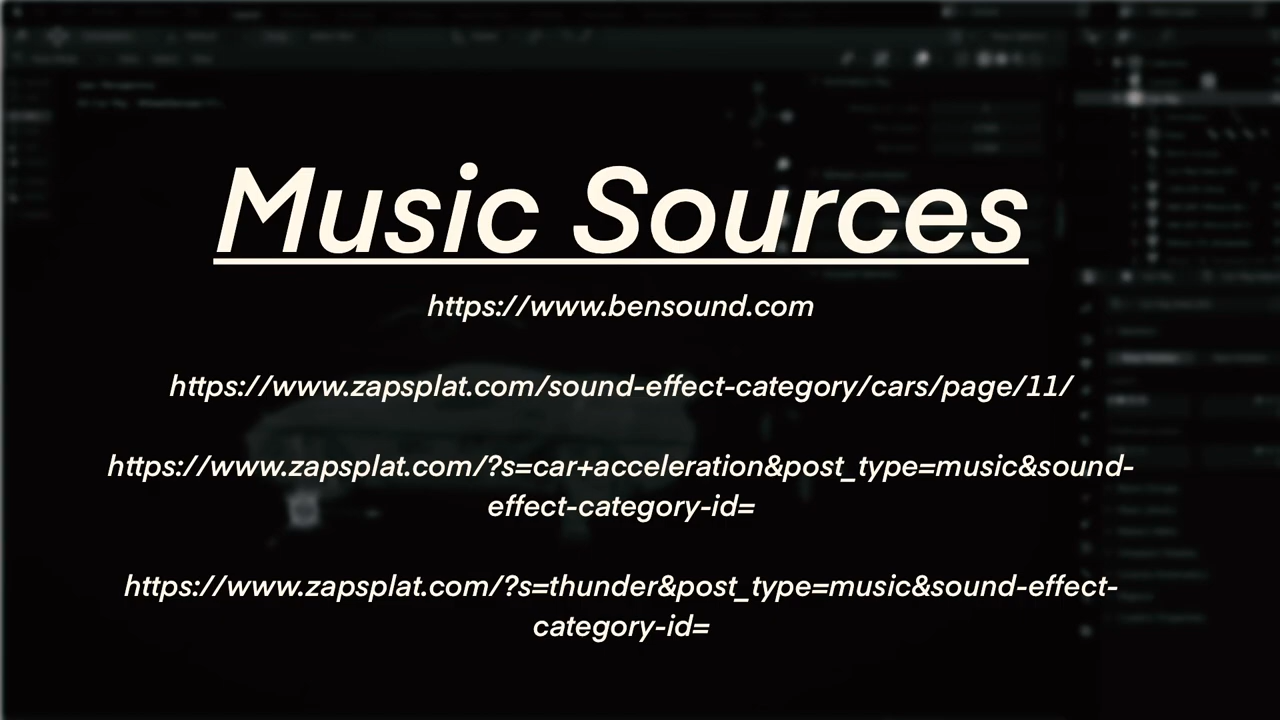 Music Sources
https://www.bensound.com
https://www.zapsplat.com/sound-effect-category/cars/page/11/
https://www.zapsplat.com/?s=car+acceleration&post_type=music&sound-
effect-category-id=
https://www.zapsplat.com/?s=thunder&post_type=music&sound-effect-
category-id=